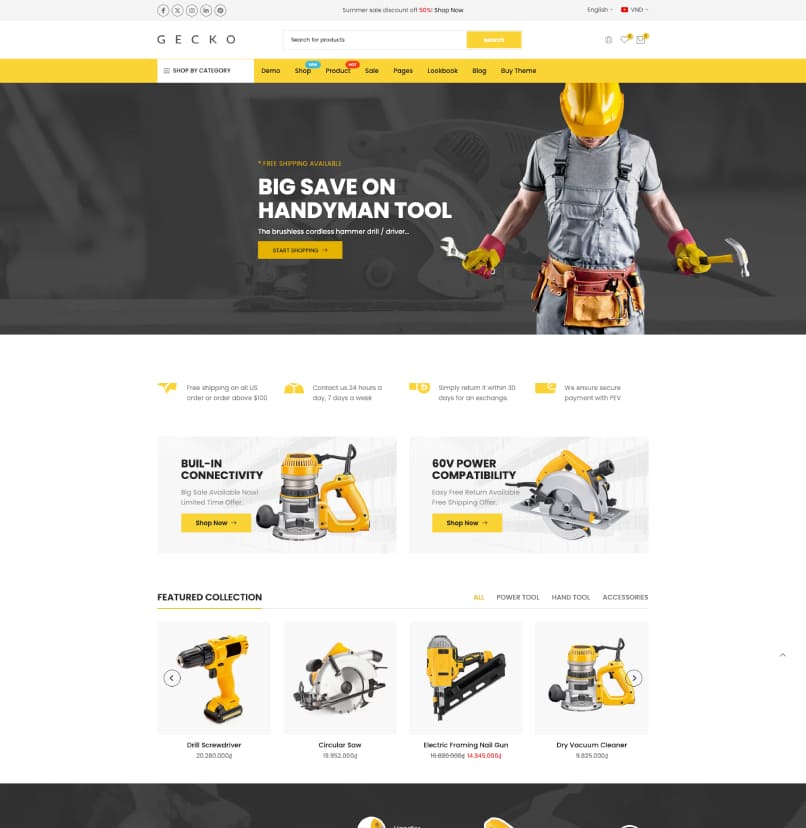 Summer sale discount off 50%! Shop Now
English
VND
GECKO
Search for products
Search
0
0
SHOP BY CATEGORY
Demo
Shop
NEW
Product
HOT
Sale
Pages
Lookbook
Blog
Buy Theme
* FREE SHIPPING AVAILABLE
BIG SAVE ON
HANDYMAN TOOL
The brushless cordless hammer drill / driver...
START SHOPPING
Free shipping on all US
order or order above $100
Contact us 24 hours a
day, 7 days a week
Simply return it within 30
days for an exchange.
We ensure secure
payment with PEV
BUIL-IN
CONNECTIVITY
Big Sale Available Now!
Limited Time Offer.
Shop Now
60V POWER
COMPATIBILITY
Easy Free Return Available
Free Shipping Offer.
Shop Now
FEATURED COLLECTION
ALL
POWER TOOL
HAND TOOL
ACCESSORIES
Drill Screwdriver
20.280.000₫
Circular Saw
19.952.000₫
Electric Framing Nail Gun
14.345.000₫
Dry Vacuum Cleaner
9.825.000₫